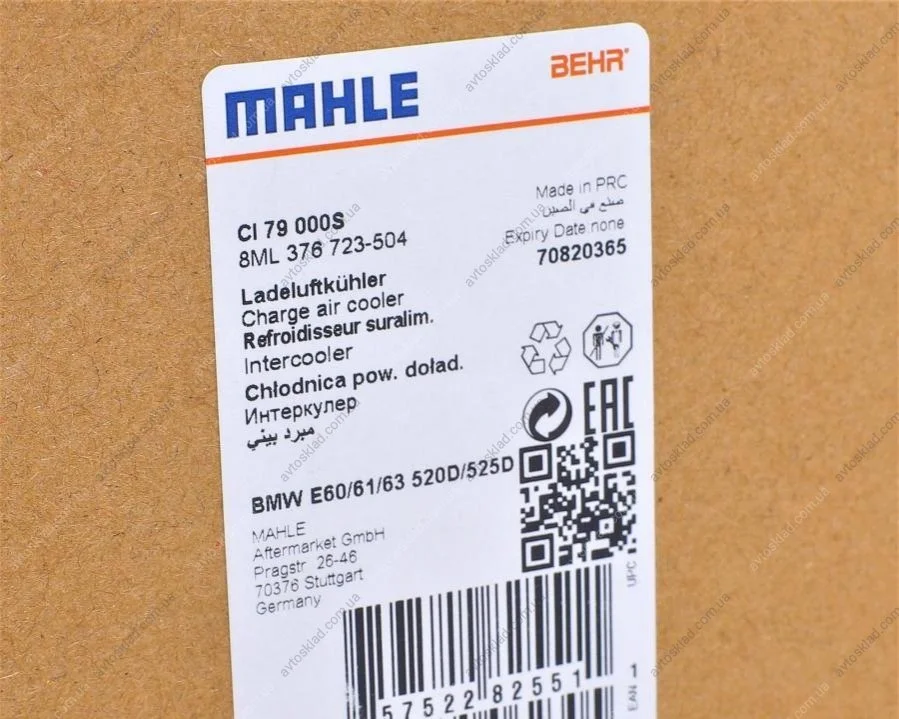 MAHLE
BEHR®
Made in PRC
صنع في الصين
Expiry Date:none
70820365
CI 79 000S
8ML 376 723-504
Ladeluftkühler
Charge air cooler
Refroidisseur suralim.
Intercooler
Chłodnica pow. doład.
Интеркулер
مبرد بيني
EAC
BMW E60/61/63 520D/525D
MAHLE
Aftermarket GmbH
Pragstr 26-46
70376 Stuttgart
Germany
UPC
57522 82551
EAN 1
avtosklad.com.ua